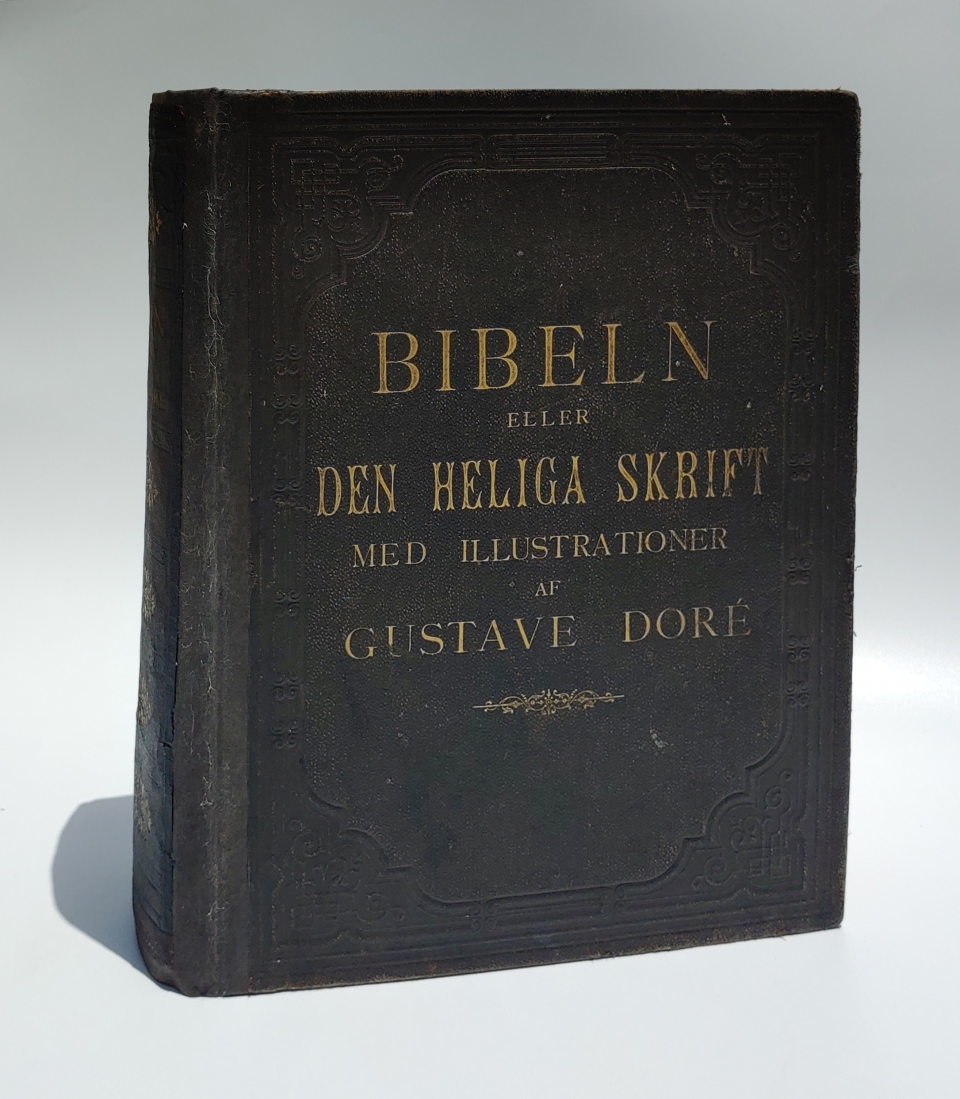 BIBELN
ELLER
DEN HELIGA SKRIFT
MED ILLUSTRATIONER
AF
GUSTAVE DORÉ